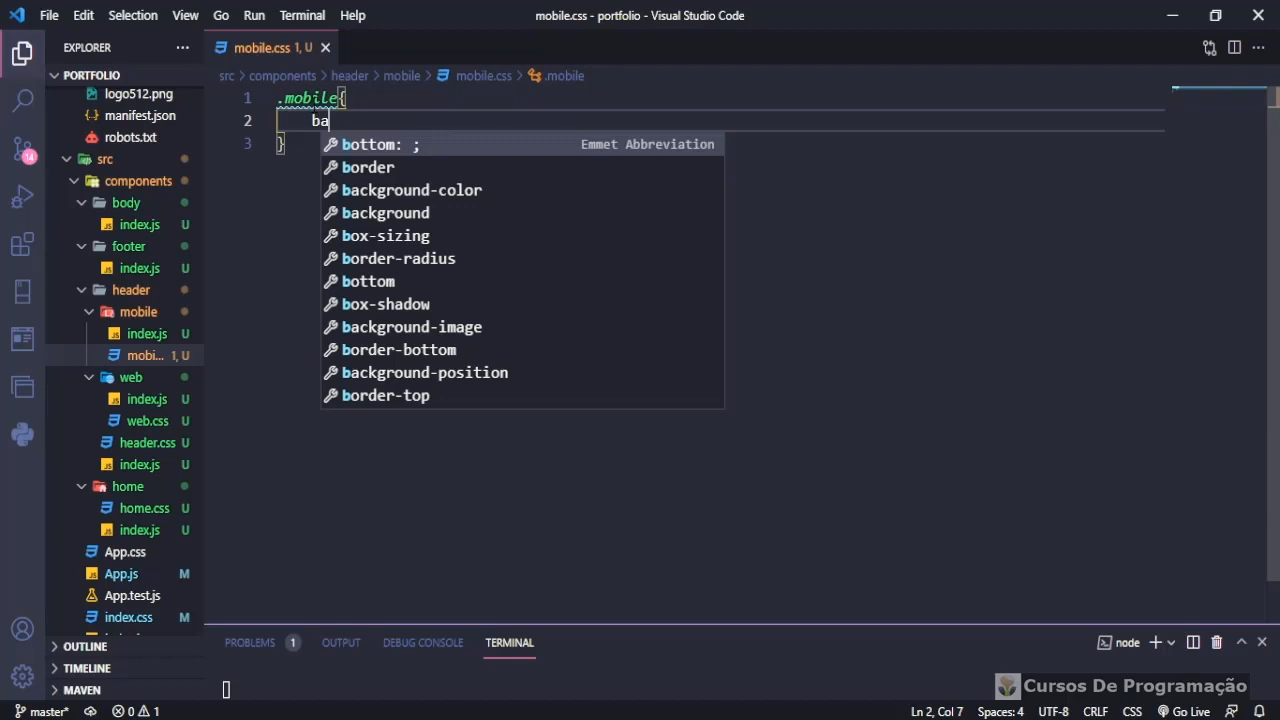 File Edit Selection View Go Run Terminal Help mobile.css - portfolio - Visual Studio Code
EXPLORER
mobile.css 1, U
PORTFOLIO
src > components > header > mobile > mobile.css > .mobile
logo512.png
manifest.json
robots.txt
src
components
body
index.js U
footer
index.js U
header
mobile
index.js U
mobi... 1, U
web
index.js U
web.css U
header.css U
index.js U
home
home.css U
index.js U
App.css
App.js M
App.test.js
index.css M
OUTLINE
TIMELINE
MAVEN
14
1 .mobile{
2 ba
3 }
bottom: ; Emmet Abbreviation
border
background-color
background
box-sizing
border-radius
bottom
box-shadow
background-image
border-bottom
background-position
border-top
PROBLEMS 1 OUTPUT DEBUG CONSOLE TERMINAL node
Cursos De Programação
master* 0 1 Ln 2, Col 7 Spaces: 4 UTF-8 CRLF CSS Go Live